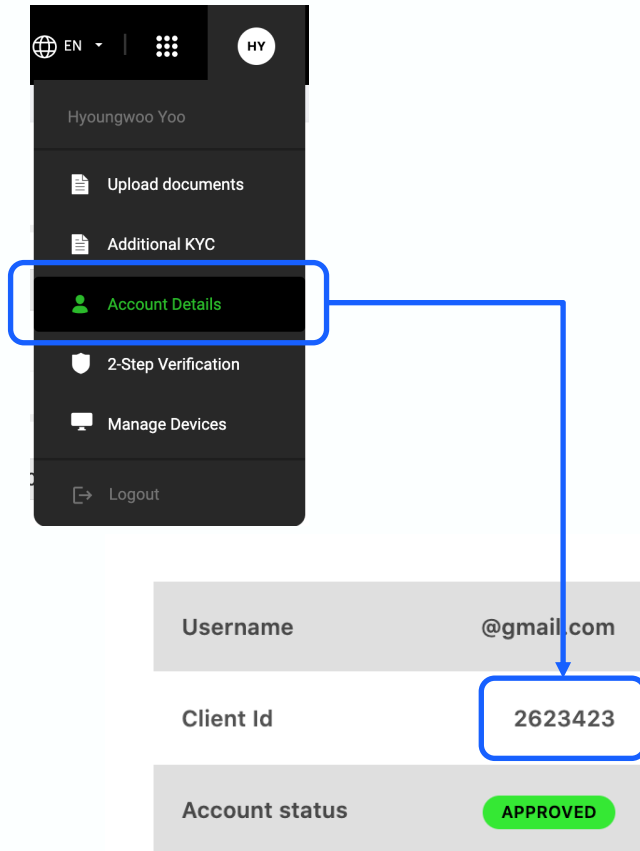 EN
HY
Hyoungwoo Yoo
Upload documents
Additional KYC
Account Details
2-Step Verification
Manage Devices
Logout
Username @gmail.com
Client Id 2623423
Account status APPROVED